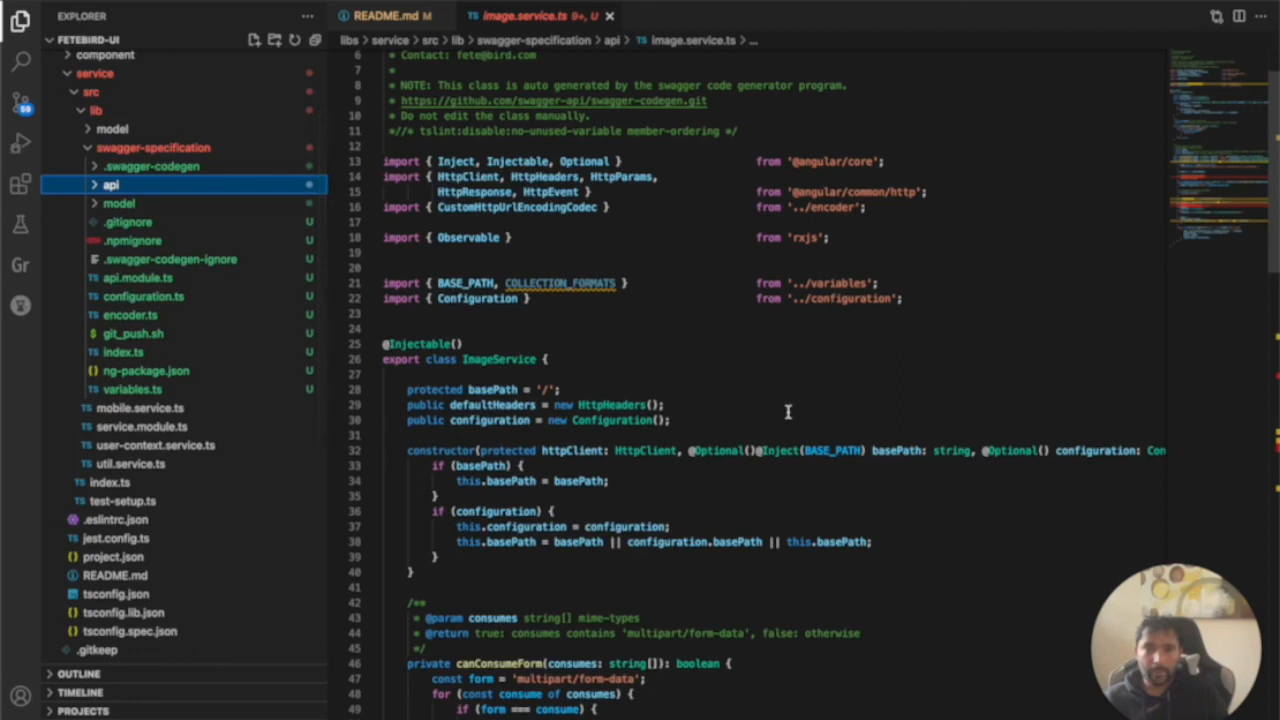 EXPLORER
FETEBIRD-UI
component
service
src
lib
model
swagger-specification
.swagger-codegen
api
model
.gitignore U
.npmignore U
.swagger-codegen-ignore U
api.module.ts U
configuration.ts U
encoder.ts U
git_push.sh U
index.ts U
ng-package.json U
variables.ts U
mobile.service.ts
service.module.ts
user-context.service.ts
util.service.ts
index.ts
test-setup.ts
.eslintrc.json
jest.config.ts
project.json
README.md
tsconfig.json
tsconfig.lib.json
tsconfig.spec.json
.gitkeep
OUTLINE
TIMELINE
PROJECTS
Gr
README.md M
image.service.ts 9+, U
libs > service > src > lib > swagger-specification > api > image.service.ts > ...
6 * Contact: fete@bird.com
7 *
8 * NOTE: This class is auto generated by the swagger code generator program.
9 * https://github.com/swagger-api/swagger-codegen.git
10 * Do not edit the class manually.
11 *//* tslint:disable:no-unused-variable member-ordering */
12
13 import { Inject, Injectable, Optional } from '@angular/core';
14 import { HttpClient, HttpHeaders, HttpParams,
15 HttpResponse, HttpEvent } from '@angular/common/http';
16 import { CustomHttpUrlEncodingCodec } from '../encoder';
17
18 import { Observable } from 'rxjs';
19
20
21 import { BASE_PATH, COLLECTION_FORMATS } from '../variables';
22 import { Configuration } from '../configuration';
23
24
25 @Injectable()
26 export class ImageService {
27
28 protected basePath = '/';
29 public defaultHeaders = new HttpHeaders();
30 public configuration = new Configuration();
31
32 constructor(protected httpClient: HttpClient, @Optional()@Inject(BASE_PATH) basePath: string, @Optional() configuration: Con
33 if (basePath) {
34 this.basePath = basePath;
35 }
36 if (configuration) {
37 this.configuration = configuration;
38 this.basePath = basePath || configuration.basePath || this.basePath;
39 }
40 }
41
42 /**
43 * @param consumes string[] mime-types
44 * @return true: consumes contains 'multipart/form-data', false: otherwise
45 */
46 private canConsumeForm(consumes: string[]): boolean {
47 const form = 'multipart/form-data';
48 for (const consume of consumes) {
49 if (form === consume) {